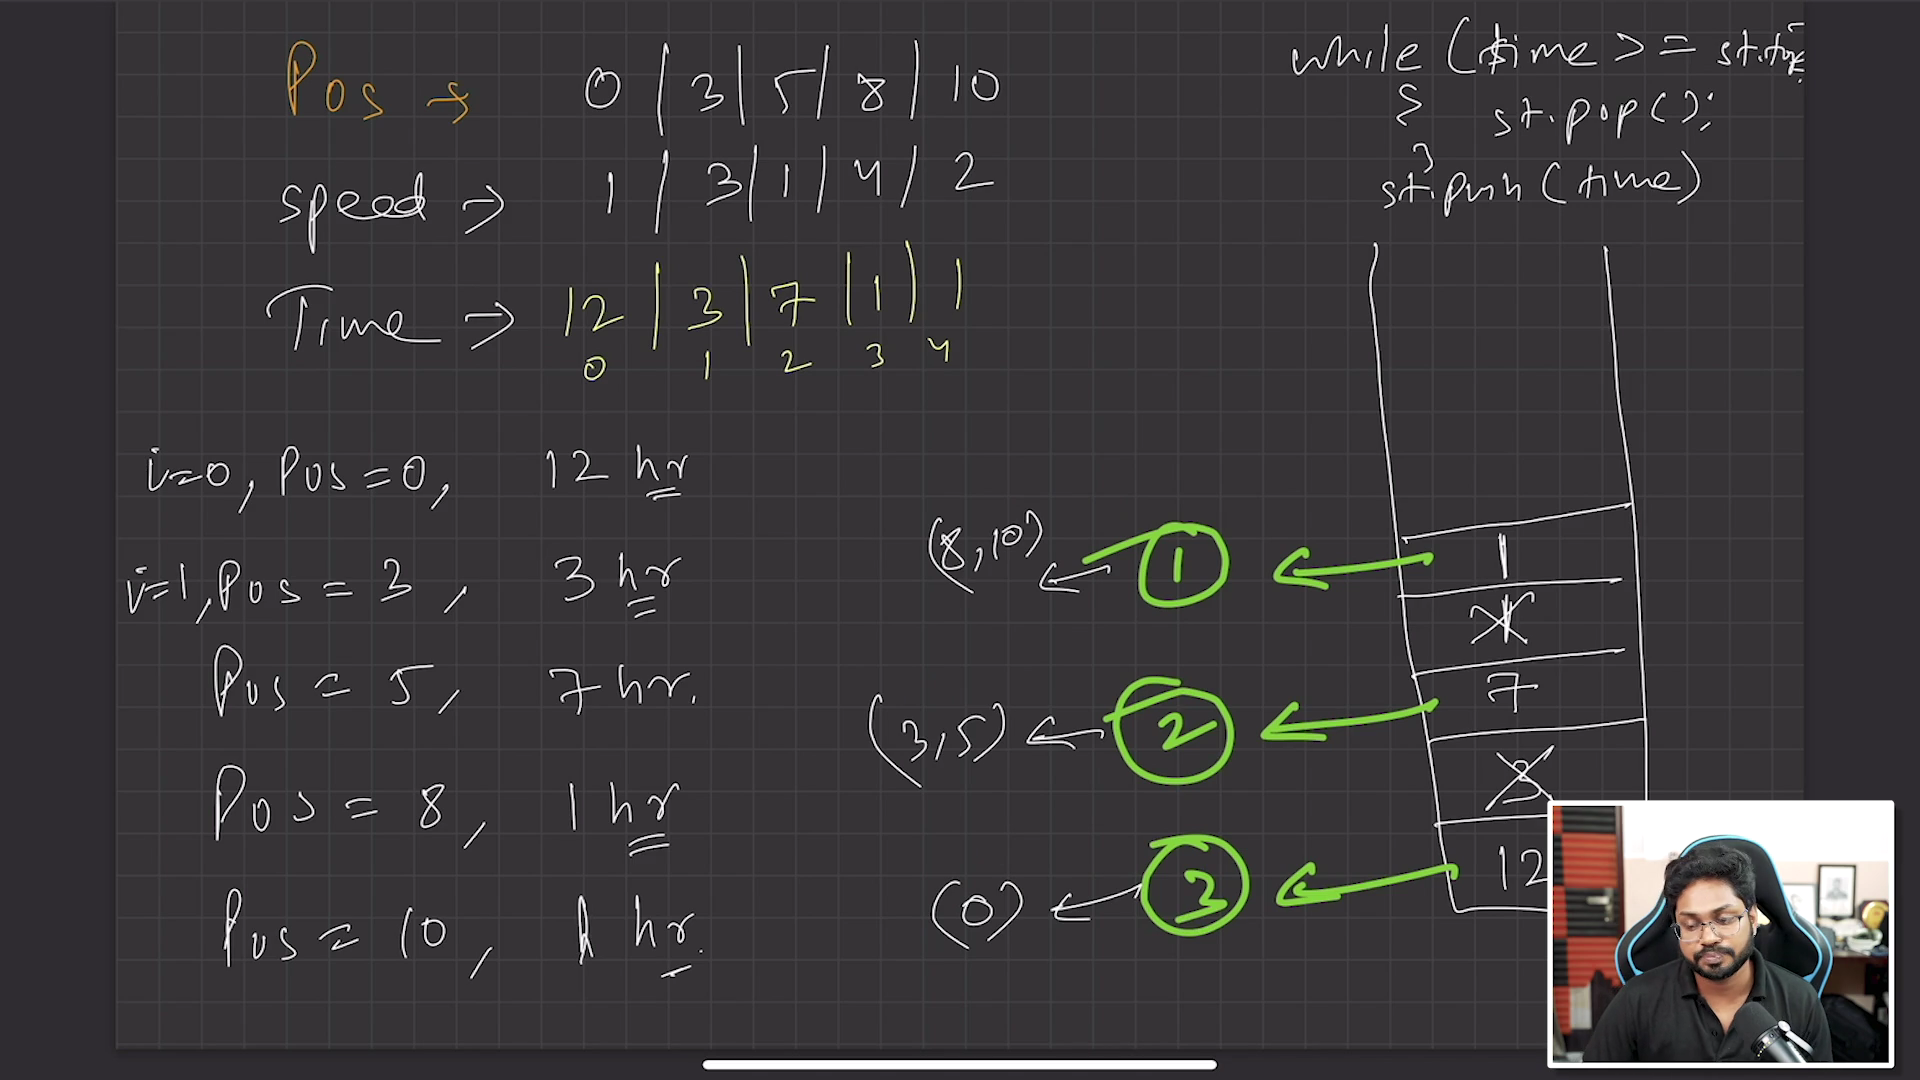 Pos → 0 | 3 | 5 | 8 | 10
speed → 1 | 3 | 1 | 4 | 2
Time → 12 | 3 | 7 | 1 | 1
0 1 2 3 4
i=0, Pos=0, 12 hr
i=1, Pos = 3, 3 hr
Pos = 5, 7 hr.
Pos = 8, 1 hr
Pos = 10, 1 hr.
while (time >=
{ st.pop();
}
st.push(time)
(8,10) ← 1 ← 1
1
(3,5) ← 2 ← 7
3
(0) ← 3 ← 12